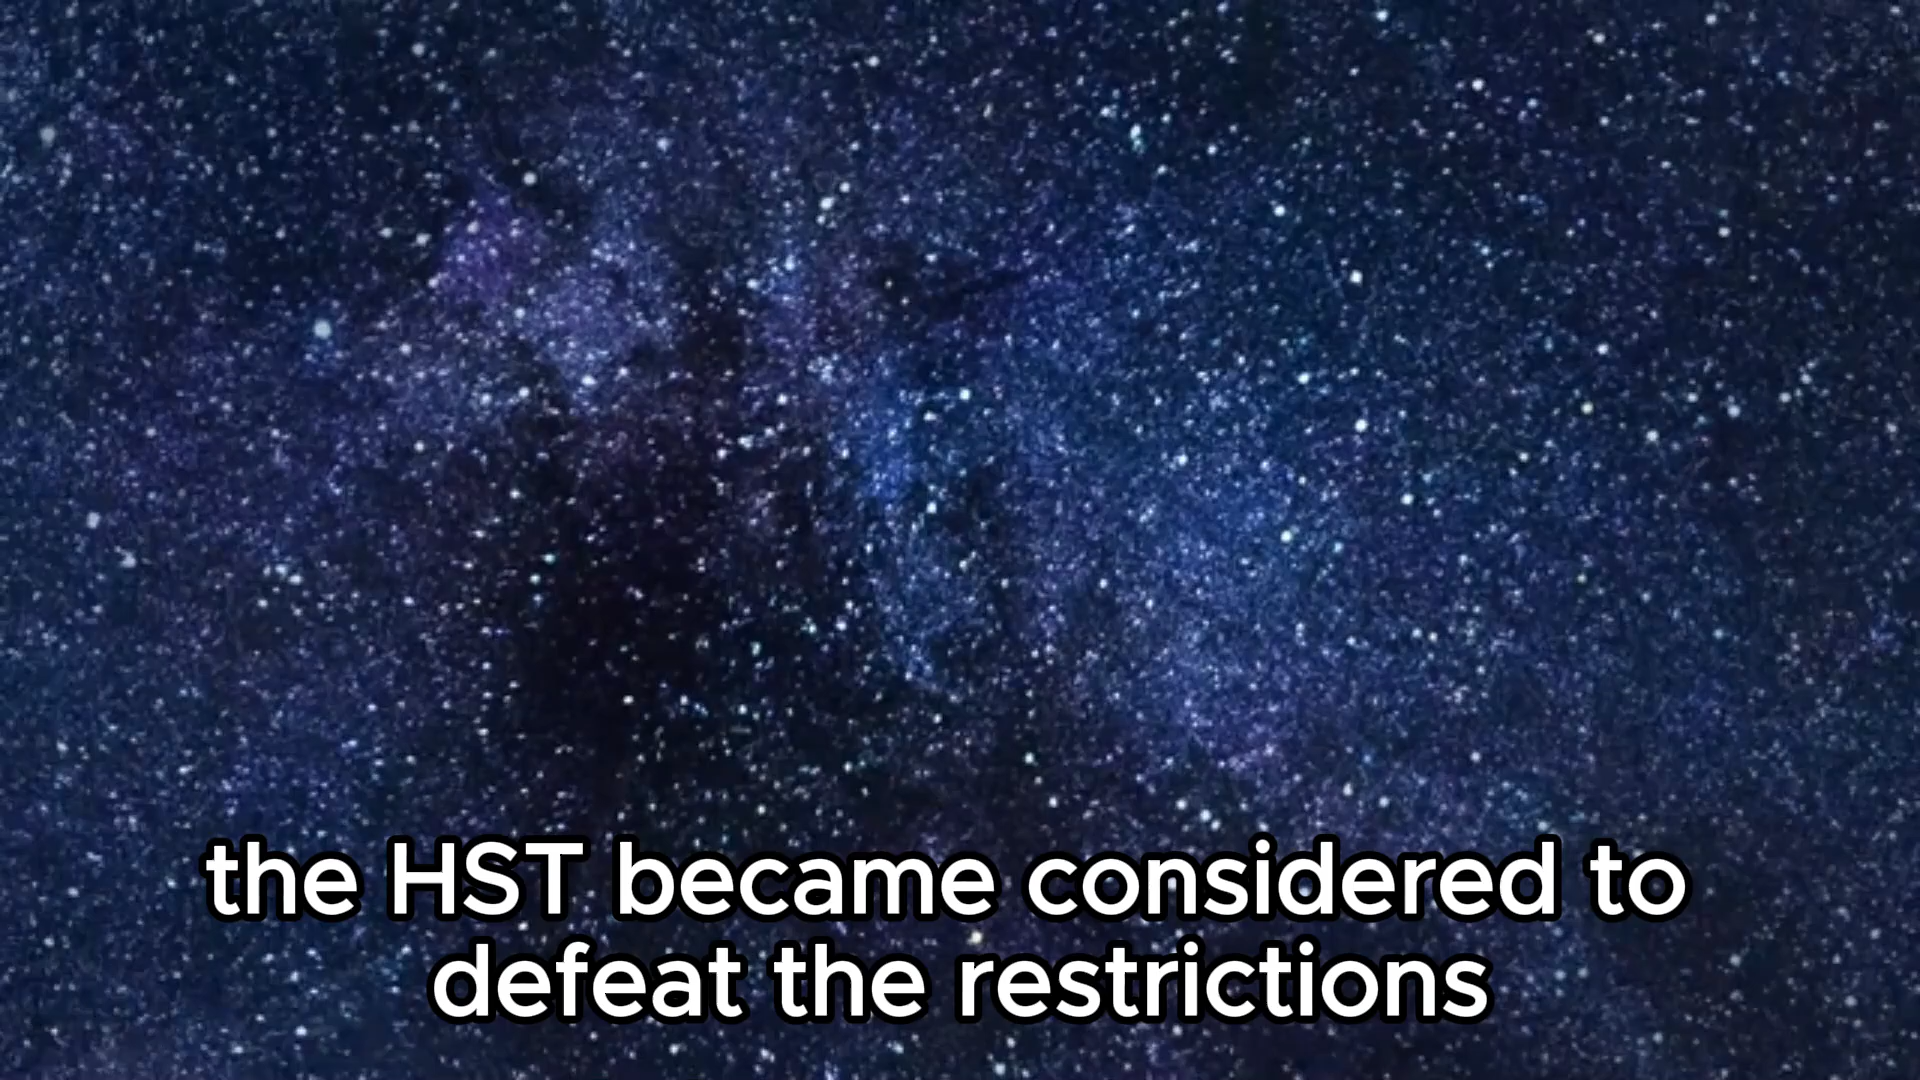 the HST became considered to
defeat the restrictions